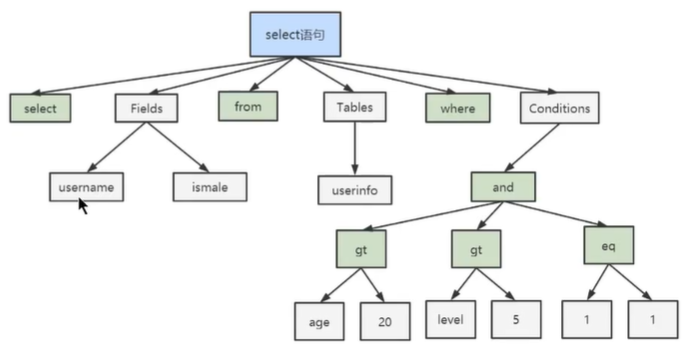 select语句
select
Fields
from
Tables
where
Conditions
username
ismale
userinfo
and
gt
gt
eq
age
20
level
5
1
1